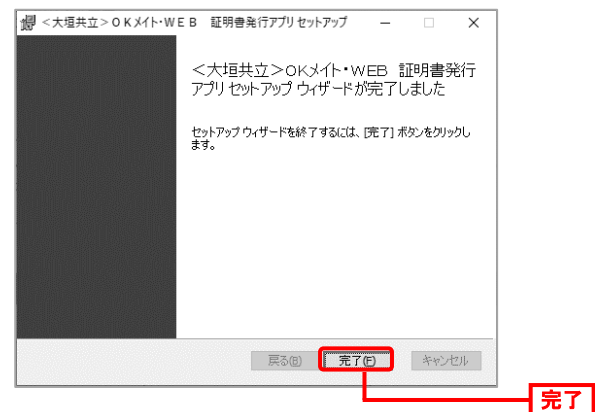 <大垣共立>OKメイト・WEB 証明書発行アプリ セットアップ
<大垣共立>OKメイト・WEB 証明書発行
アプリ セットアップ ウィザードが完了しました
セットアップ ウィザードを終了するには、[完了] ボタンをクリックし
ます。
戻る(B) 完了(F) キャンセル
完了